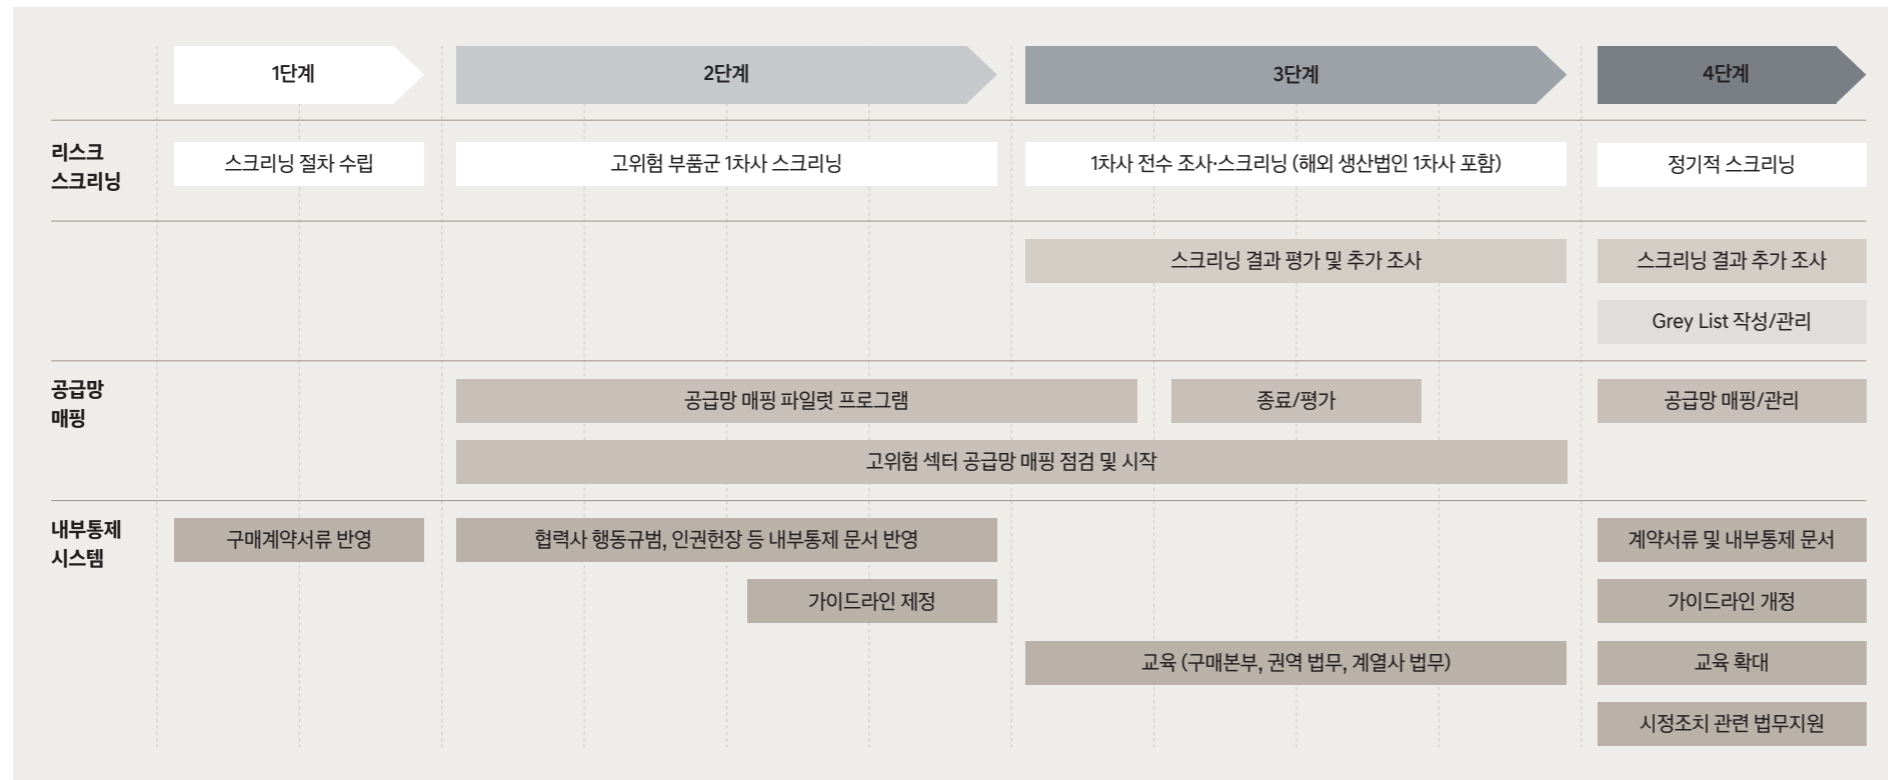 1단계
2단계
3단계
4단계
리스크
스크리닝
스크리닝 절차 수립
고위험 부품군 1차사 스크리닝
1차사 전수 조사·스크리닝 (해외 생산법인 1차사 포함)
정기적 스크리닝
스크리닝 결과 평가 및 추가 조사
스크리닝 결과 추가 조사
Grey List 작성/관리
공급망
매핑
공급망 매핑 파일럿 프로그램
종료/평가
공급망 매핑/관리
고위험 섹터 공급망 매핑 점검 및 시작
내부통제
시스템
구매계약서류 반영
협력사 행동규범, 인권헌장 등 내부통제 문서 반영
계약서류 및 내부통제 문서
가이드라인 제정
가이드라인 개정
교육 (구매본부, 권역 법무, 계열사 법무)
교육 확대
시정조치 관련 법무지원